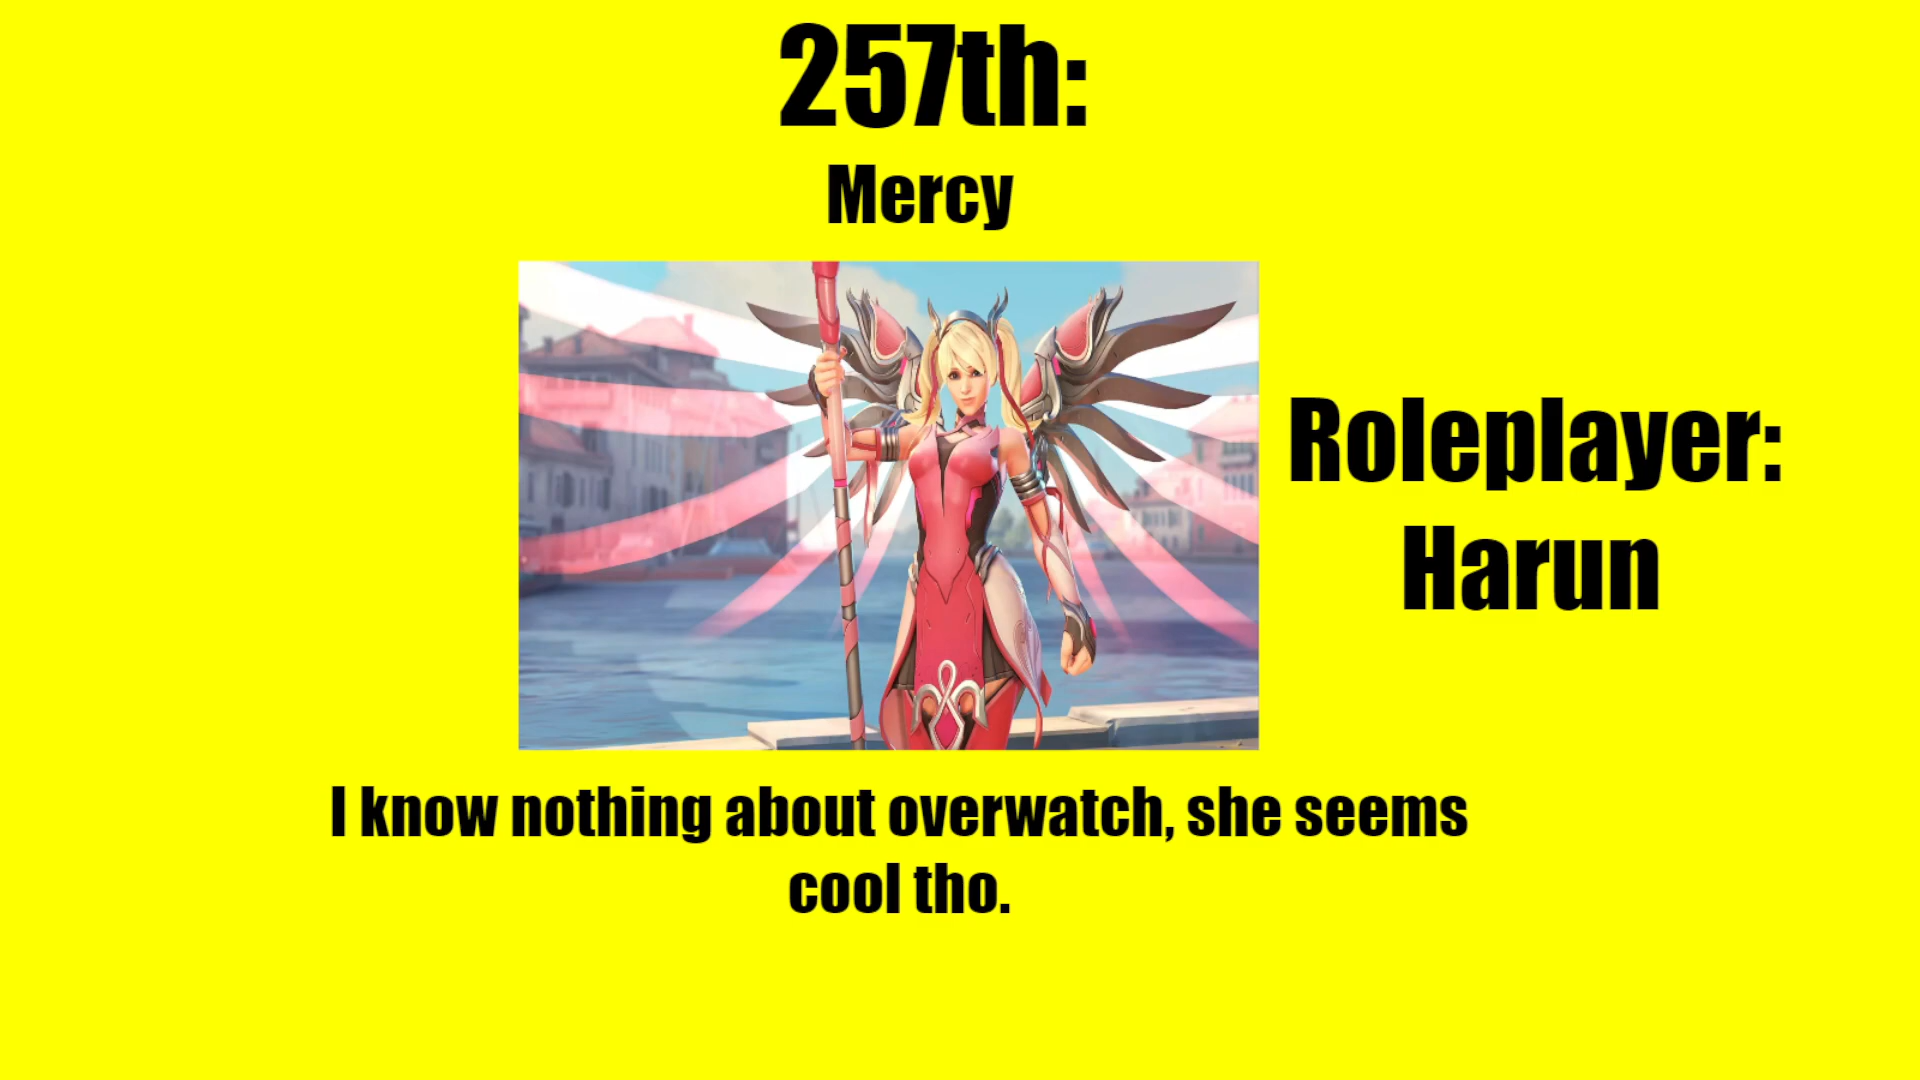 257th:
Mercy
Roleplayer:
Harun
I know nothing about overwatch, she seems
cool tho.